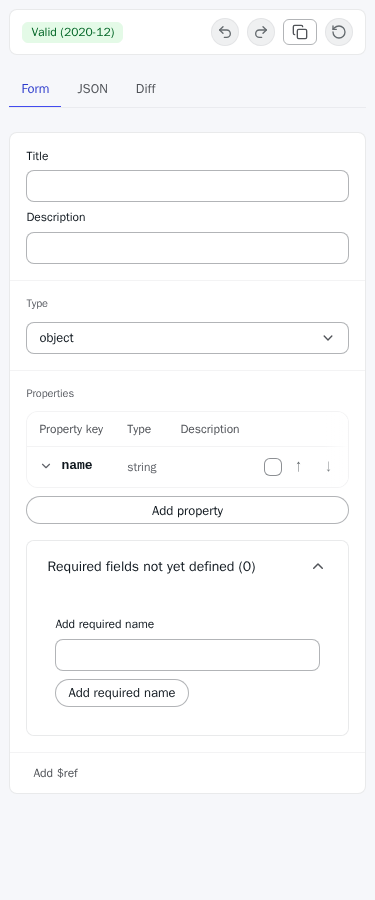 Valid (2020-12)
Form JSON Diff
Title
Description
Type
object
Properties
Property key Type Description
name string ↑ ↓
Add property
Required fields not yet defined (0)
Add required name
Add required name
Add $ref